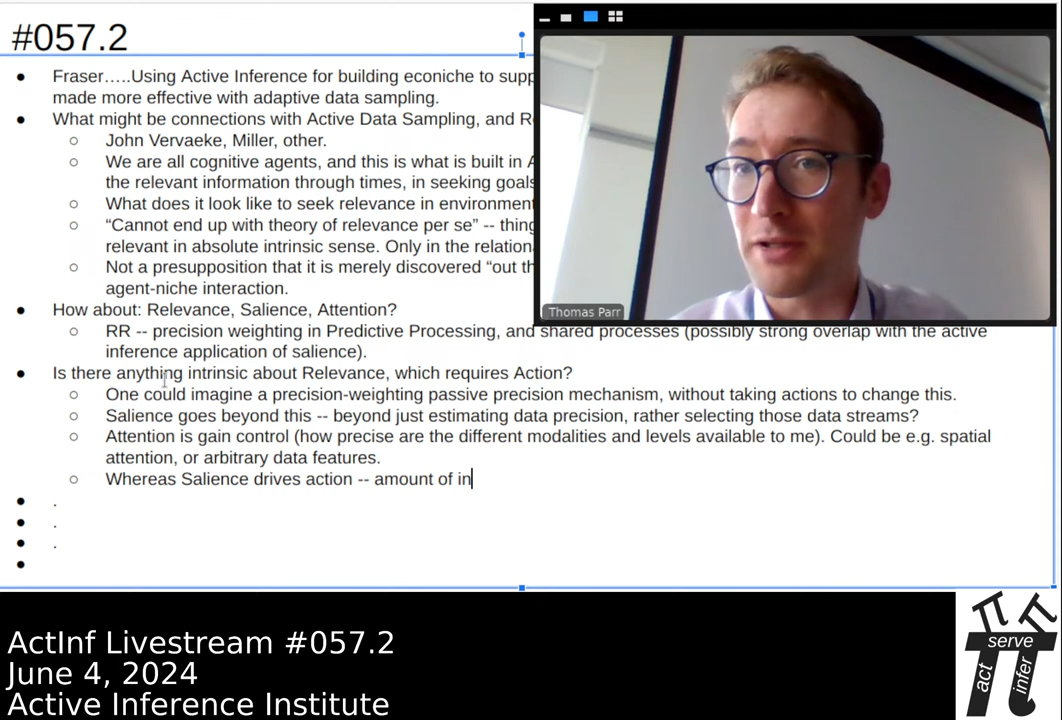 #057.2
● Fraser…..Using Active Inference for building econiche to supp
made more effective with adaptive data sampling.
● What might be connections with Active Data Sampling, and R
○ John Vervaeke, Miller, other.
○ We are all cognitive agents, and this is what is built in A
the relevant information through times, in seeking goals
○ What does it look like to seek relevance in environment
○ “Cannot end up with theory of relevance per se” -- thing
relevant in absolute intrinsic sense. Only in the relation
○ Not a presupposition that it is merely discovered “out th
agent-niche interaction.
Thomas Parr
● How about: Relevance, Salience, Attention?
○ RR -- precision weighting in Predictive Processing, and shared processes (possibly strong overlap with the active
inference application of salience).
● Is there anything intrinsic about Relevance, which requires Action?
○ One could imagine a precision-weighting passive precision mechanism, without taking actions to change this.
○ Salience goes beyond this -- beyond just estimating data precision, rather selecting those data streams?
○ Attention is gain control (how precise are the different modalities and levels available to me). Could be e.g. spatial
attention, or arbitrary data features.
○ Whereas Salience drives action -- amount of in
● .
● .
● .
●
ActInf Livestream #057.2
June 4, 2024
Active Inference Institute
π π
serve
π
act
infer